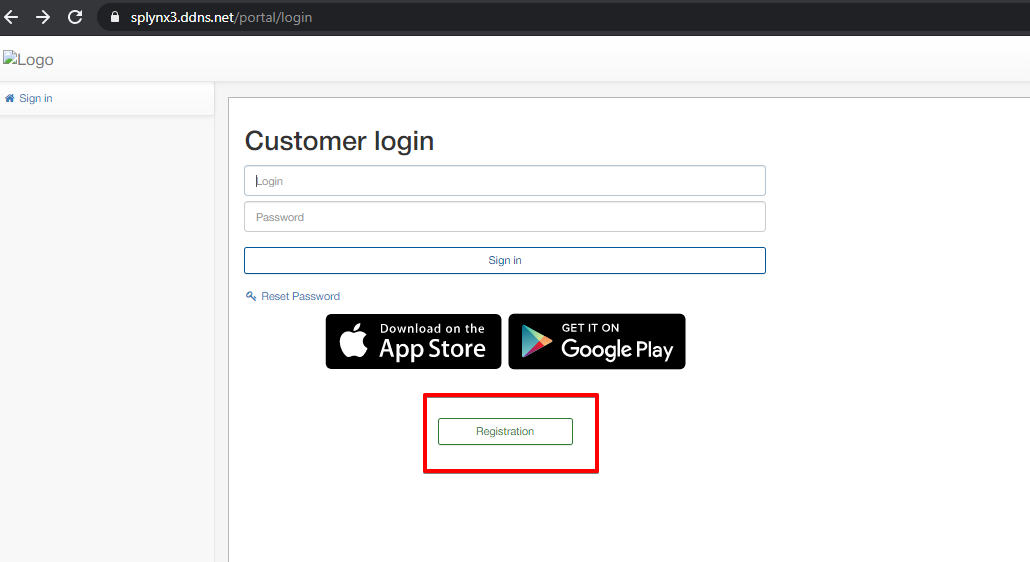 splynx3.ddns.net/portal/login
Logo
Sign in
Customer login
Login
Password
Sign in
Reset Password
Download on the
App Store
GET IT ON
Google Play
Registration